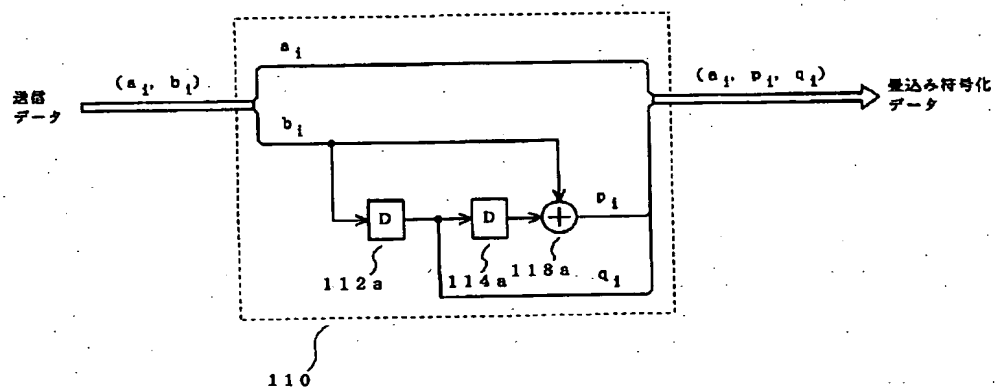 a i
(a i, b i)
(a i, p i, q i)
送信
データ
畳込み符号化
データ
b i
p i
D
D
112a
114a
118a
q i
110